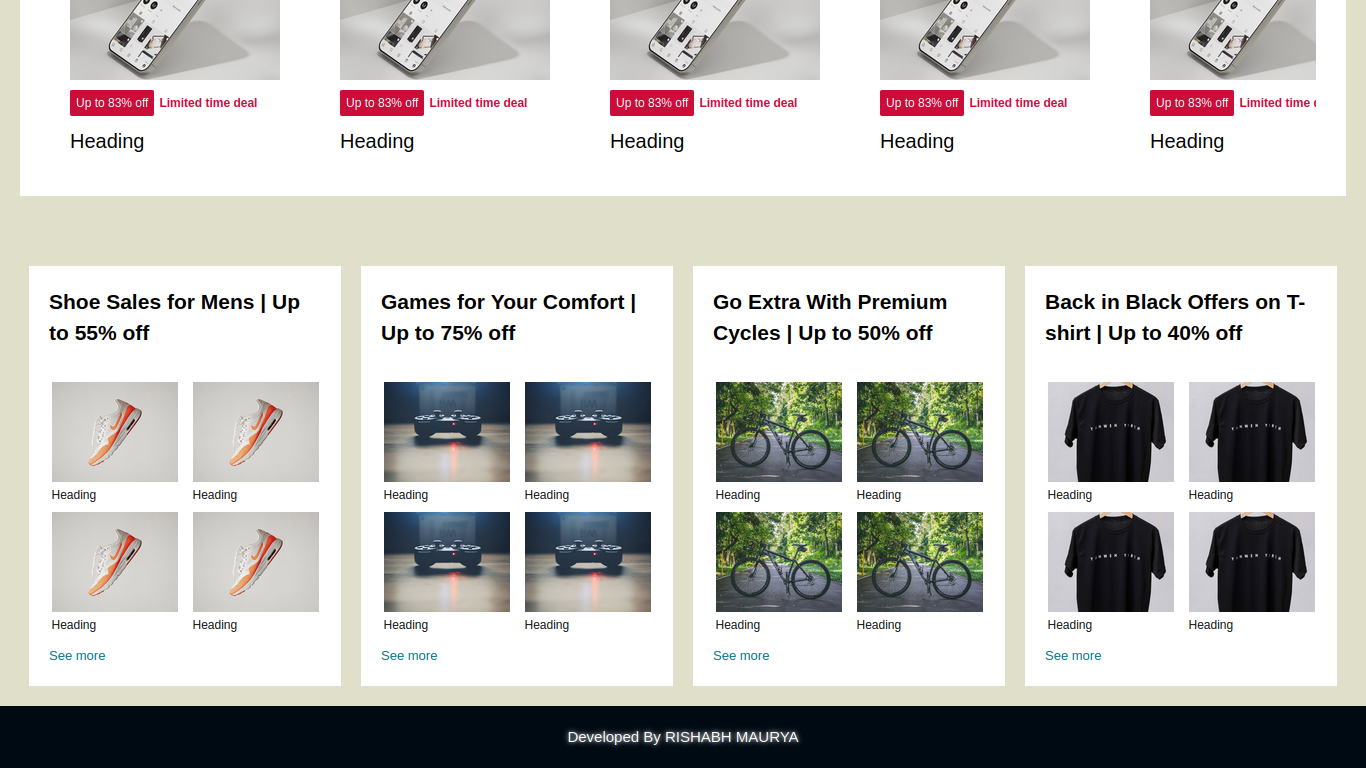 Up to 83% off Limited time deal Up to 83% off Limited time deal Up to 83% off Limited time deal Up to 83% off Limited time deal Up to 83% off Limited time
Heading Heading Heading Heading Heading
Shoe Sales for Mens | Up
to 55% off
Heading Heading
Heading Heading
See more
Games for Your Comfort |
Up to 75% off
Heading Heading
Heading Heading
See more
Go Extra With Premium
Cycles | Up to 50% off
Heading Heading
Heading Heading
See more
Back in Black Offers on T-
shirt | Up to 40% off
Heading Heading
Heading Heading
See more
Developed By RISHABH MAURYA